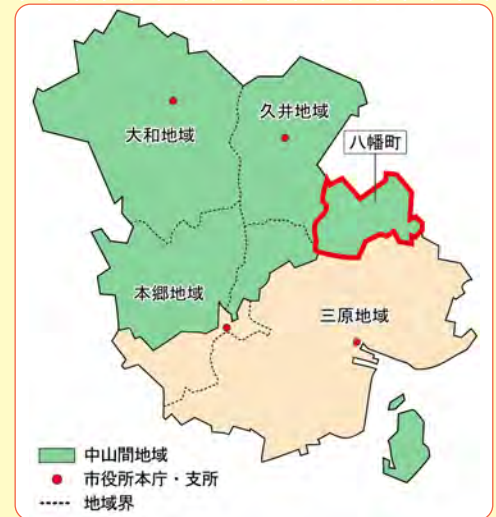 大和地域
久井地域
八幡町
本郷地域
三原地域
中山間地域
市役所本庁・支所
地域界